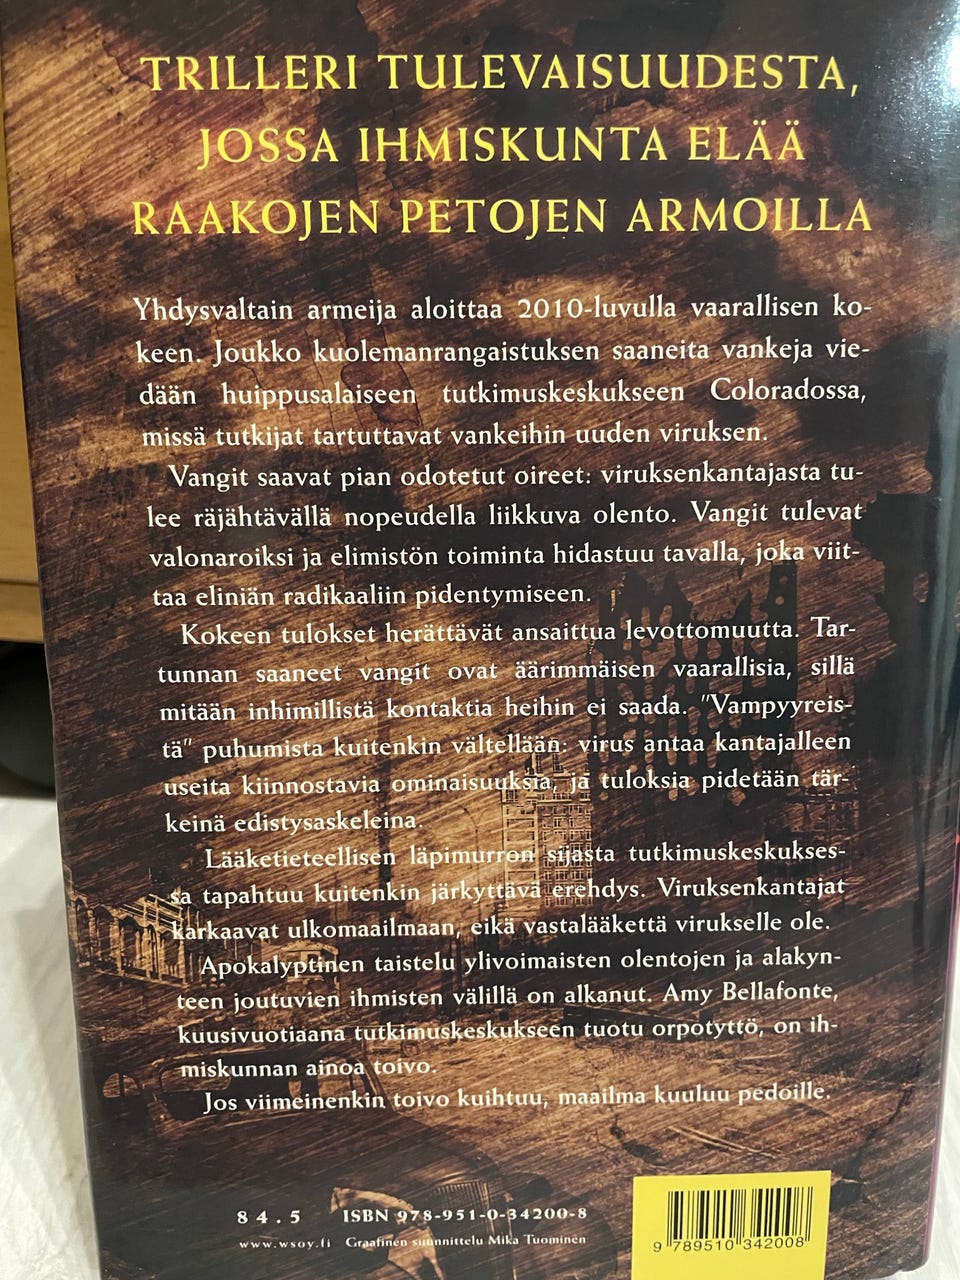 TRILLERI TULEVAISUUDESTA,
JOSSA IHMISKUNTA ELÄÄ
RAAKOJEN PETOJEN ARMOILLA
Yhdysvaltain armeija aloittaa 2010-luvulla vaarallisen ko-
keen. Joukko kuolemanrangaistuksen saaneita vankeja vie-
dään huippusalaiseen tutkimuskeskukseen Coloradossa,
missä tutkijat tartuttavat vankeihin uuden viruksen.
Vangit saavat pian odotetut oireet: viruksenkantajasta tu-
lee räjähtävällä nopeudella liikkuva olento. Vangit tulevat
valonaroiksi ja elimistön toiminta hidastuu tavalla, joka viit-
taa eliniän radikaaliin pidentymiseen.
Kokeen tulokset herättävät ansaittua levottomuutta. Tar-
tunnan saaneet vangit ovat äärimmäisen vaarallisia, sillä
mitään inhimillistä kontaktia heihin ei saada. "Vampyyreis-
tä" puhumista kuitenkin vältellään: virus antaa kantajalleen
useita kiinnostavia ominaisuuksia, ja tuloksia pidetään tär-
keinä edistysaskeleina.
Lääketieteellisen läpimurron sijasta tutkimuskeskukses-
sa tapahtuu kuitenkin järkyttävä erehdys. Viruksenkantajat
karkaavat ulkomaailmaan, eikä vastalääkettä virukselle ole.
Apokalyptinen taistelu ylivoimaisten olentojen ja alakyn-
teen joutuvien ihmisten välillä on alkanut. Amy Bellafonte,
kuusivuotiaana tutkimuskeskukseen tuotu orpotyttö, on ih-
miskunnan ainoa toivo.
Jos viimeinenkin toivo kuihtuu, maailma kuuluu pedoille.
84.5 ISBN 978-951-0-34200-8
www.wsoy.fi Graafinen suunnittelu Mika Tuominen
9 789510 342008